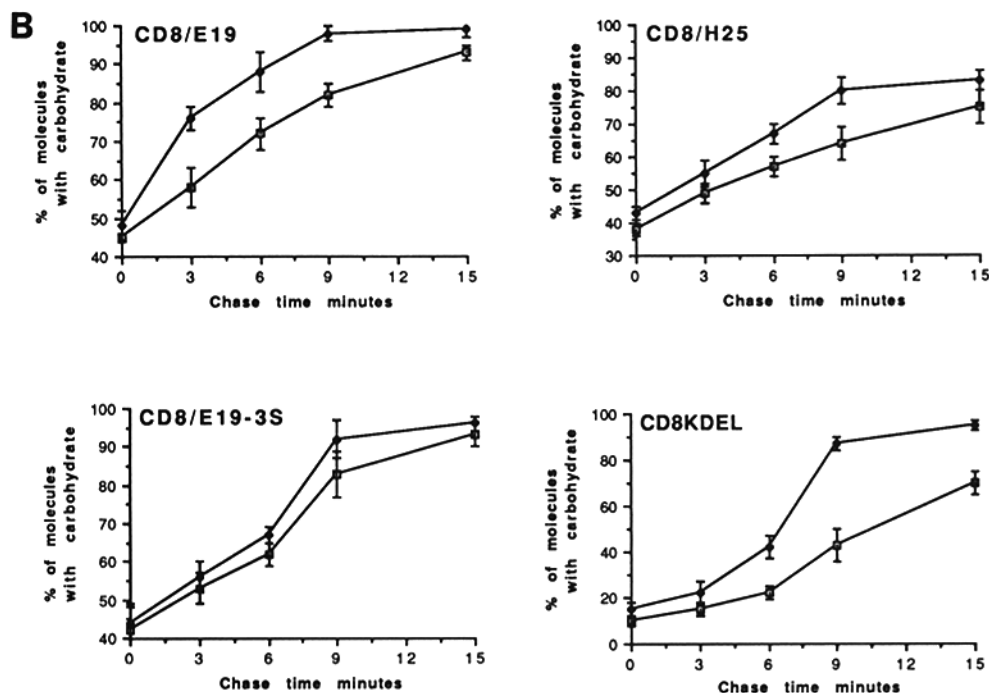 B
CD8/E19
% of molecules
with carbohydrate
100
90
80
70
60
50
40
0 3 6 9 12 15
Chase time minutes
CD8/H25
% of molecules
with carbohydrate
100
90
80
70
60
50
40
30
0 3 6 9 12 15
Chase time minutes
CD8/E19-3S
% of molecules
with carbohydrate
100
90
80
70
60
50
40
0 3 6 9 12 15
Chase time minutes
CD8KDEL
% of molecules
with carbohydrate
100
80
60
40
20
0
0 3 6 9 12 15
Chase time minutes